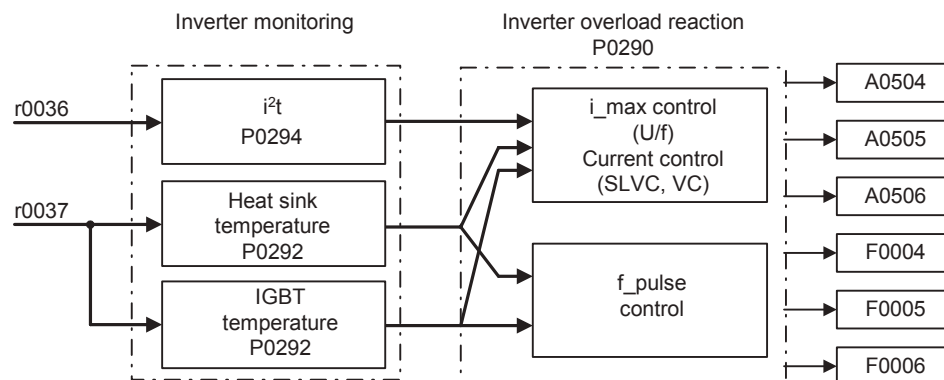 Inverter monitoring
Inverter overload reaction
P0290
r0036
i²t
P0294
r0037
Heat sink
temperature
P0292
IGBT
temperature
P0292
i_max control
(U/f)
Current control
(SLVC, VC)
f_pulse
control
A0504
A0505
A0506
F0004
F0005
F0006